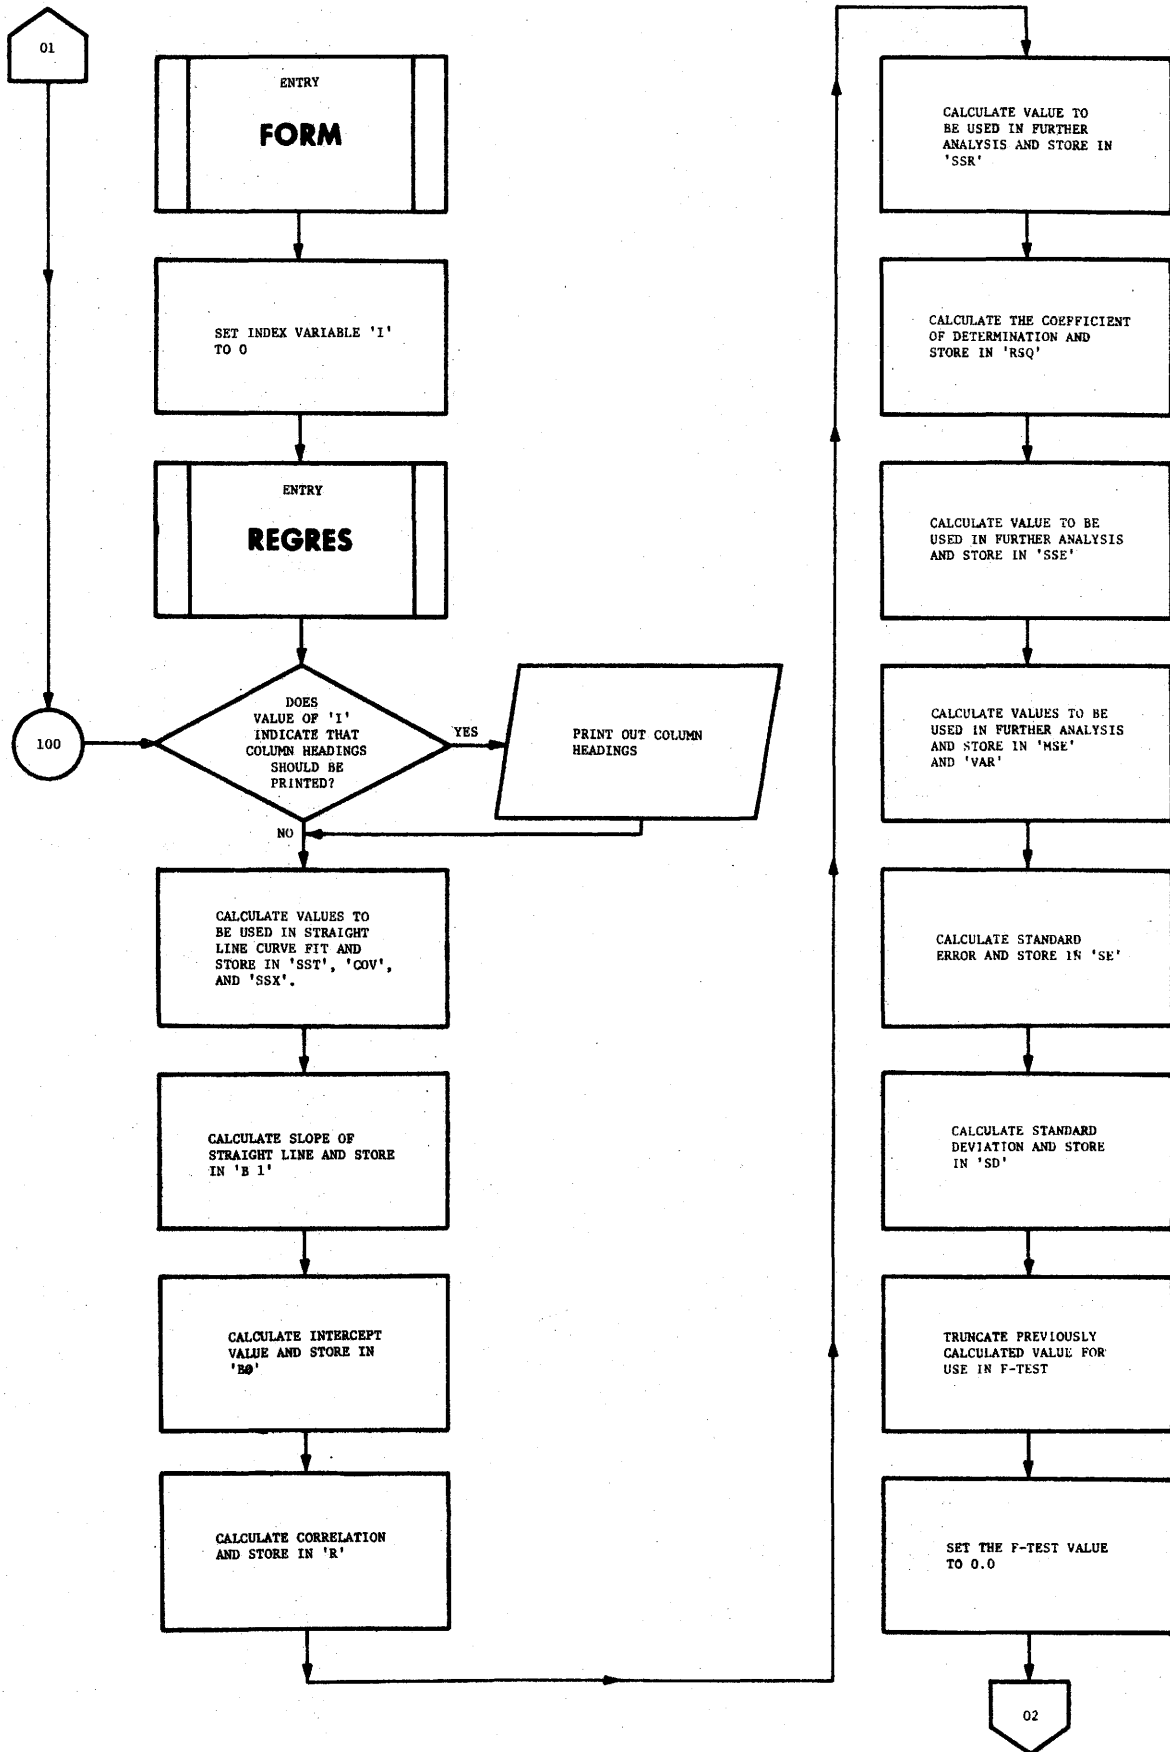 01
ENTRY
FORM
SET INDEX VARIABLE 'I'
TO 0
ENTRY
REGRES
100
DOES
VALUE OF 'I'
INDICATE THAT
COLUMN HEADINGS
SHOULD BE
PRINTED?
YES
PRINT OUT COLUMN
HEADINGS
NO
CALCULATE VALUES TO
BE USED IN STRAIGHT
LINE CURVE FIT AND
STORE IN 'SST', 'COV',
AND 'SSX'.
CALCULATE SLOPE OF
STRAIGHT LINE AND STORE
IN 'B 1'
CALCULATE INTERCEPT
VALUE AND STORE IN
'BØ'
CALCULATE CORRELATION
AND STORE IN 'R'
CALCULATE VALUE TO
BE USED IN FURTHER
ANALYSIS AND STORE IN
'SSR'
CALCULATE THE COEFFICIENT
OF DETERMINATION AND
STORE IN 'RSQ'
CALCULATE VALUE TO BE
USED IN FURTHER ANALYSIS
AND STORE IN 'SSE'
CALCULATE VALUES TO BE
USED IN FURTHER ANALYSIS
AND STORE IN 'MSE'
AND 'VAR'
CALCULATE STANDARD
ERROR AND STORE IN 'SE'
CALCULATE STANDARD
DEVIATION AND STORE
IN 'SD'
TRUNCATE PREVIOUSLY
CALCULATED VALUE FOR
USE IN F-TEST
SET THE F-TEST VALUE
TO 0.0
02